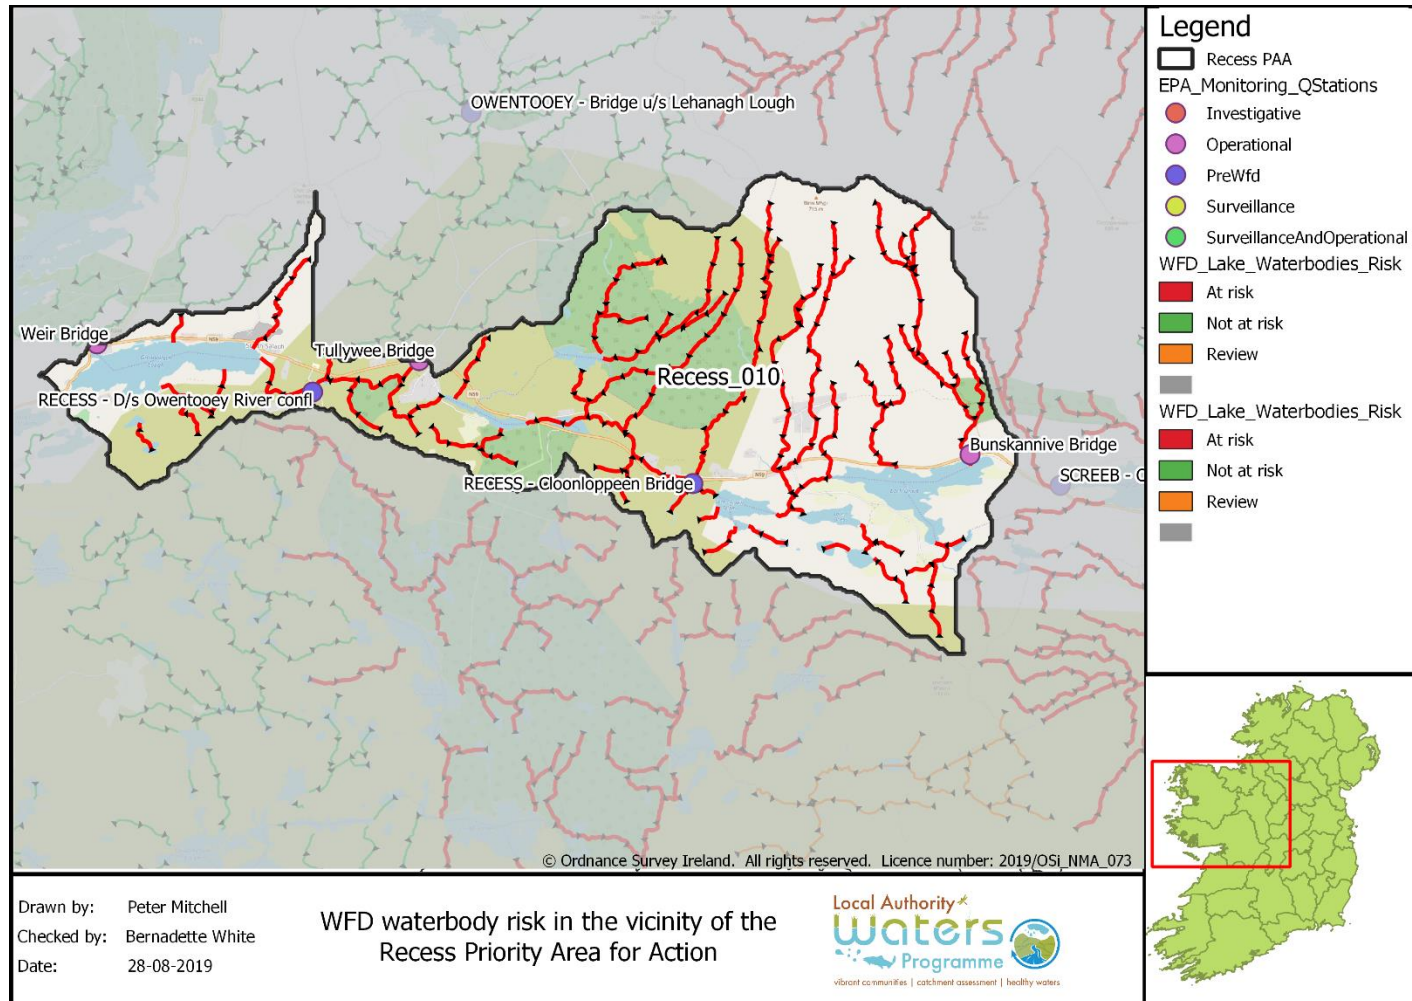 OWENTOOEY - Bridge u/s Lehanagh Lough
Weir Bridge
Tullywee Bridge
RECESS - D/s Owentooey River confl
Recess_010
RECESS - Cloonloppeen Bridge
Bunskannive Bridge
SCREEB - 
N59
N59
N59
© Ordnance Survey Ireland. All rights reserved. Licence number: 2019/OSi_NMA_073
Legend
Recess PAA
EPA_Monitoring_QStations
Investigative
Operational
PreWfd
Surveillance
SurveillanceAndOperational
WFD_Lake_Waterbodies_Risk
At risk
Not at risk
Review
WFD_Lake_Waterbodies_Risk
At risk
Not at risk
Review
Drawn by: Peter Mitchell
Checked by: Bernadette White
Date: 28-08-2019
WFD waterbody risk in the vicinity of the
Recess Priority Area for Action
Local Authority
Waters
Programme
vibrant communities | catchment assessment | healthy waters